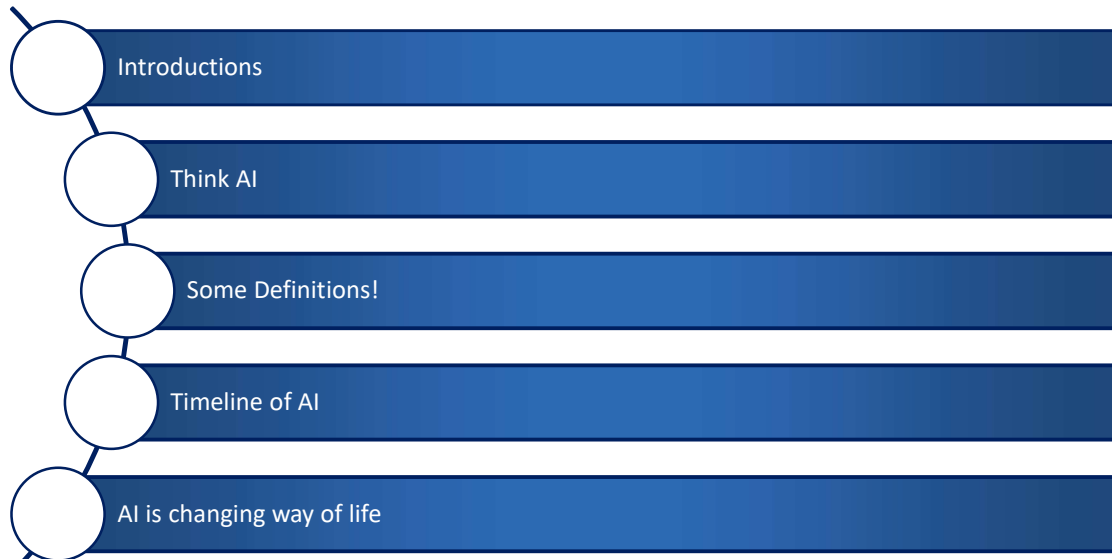 Introductions
Think AI
Some Definitions!
Timeline of AI
AI is changing way of life